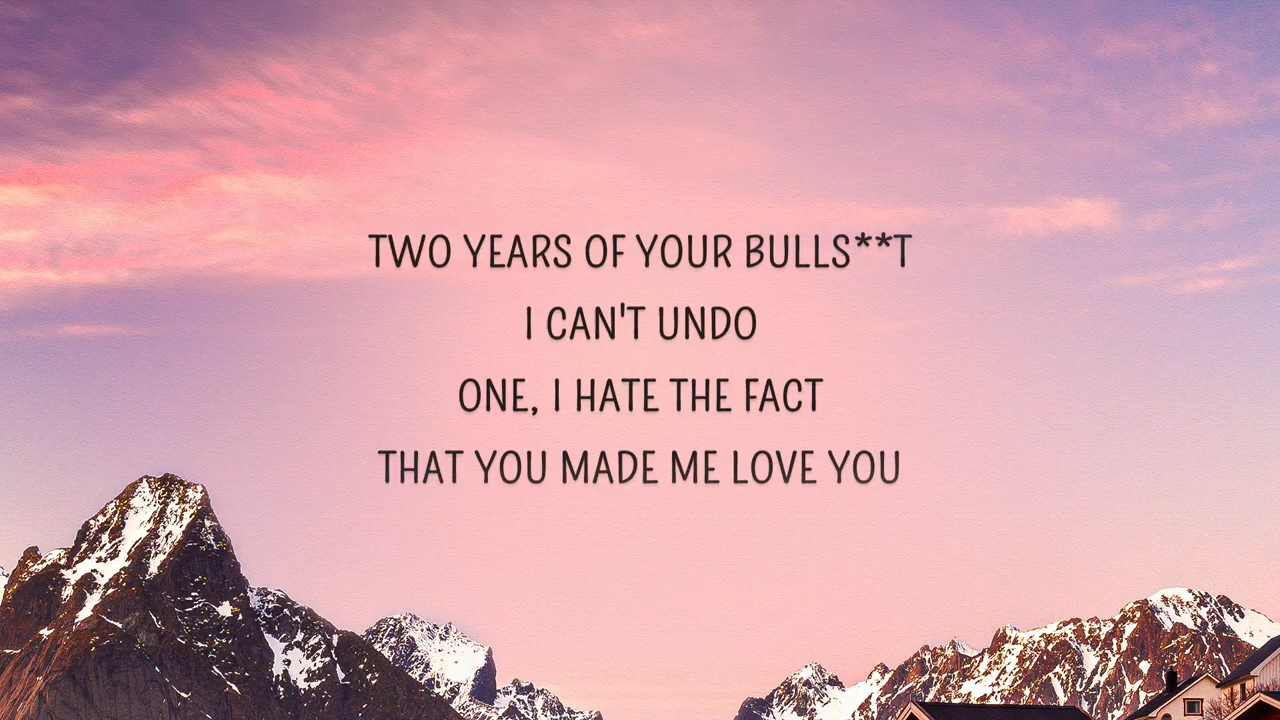 TWO YEARS OF YOUR BULLS**T
I CAN'T UNDO
ONE, I HATE THE FACT
THAT YOU MADE ME LOVE YOU